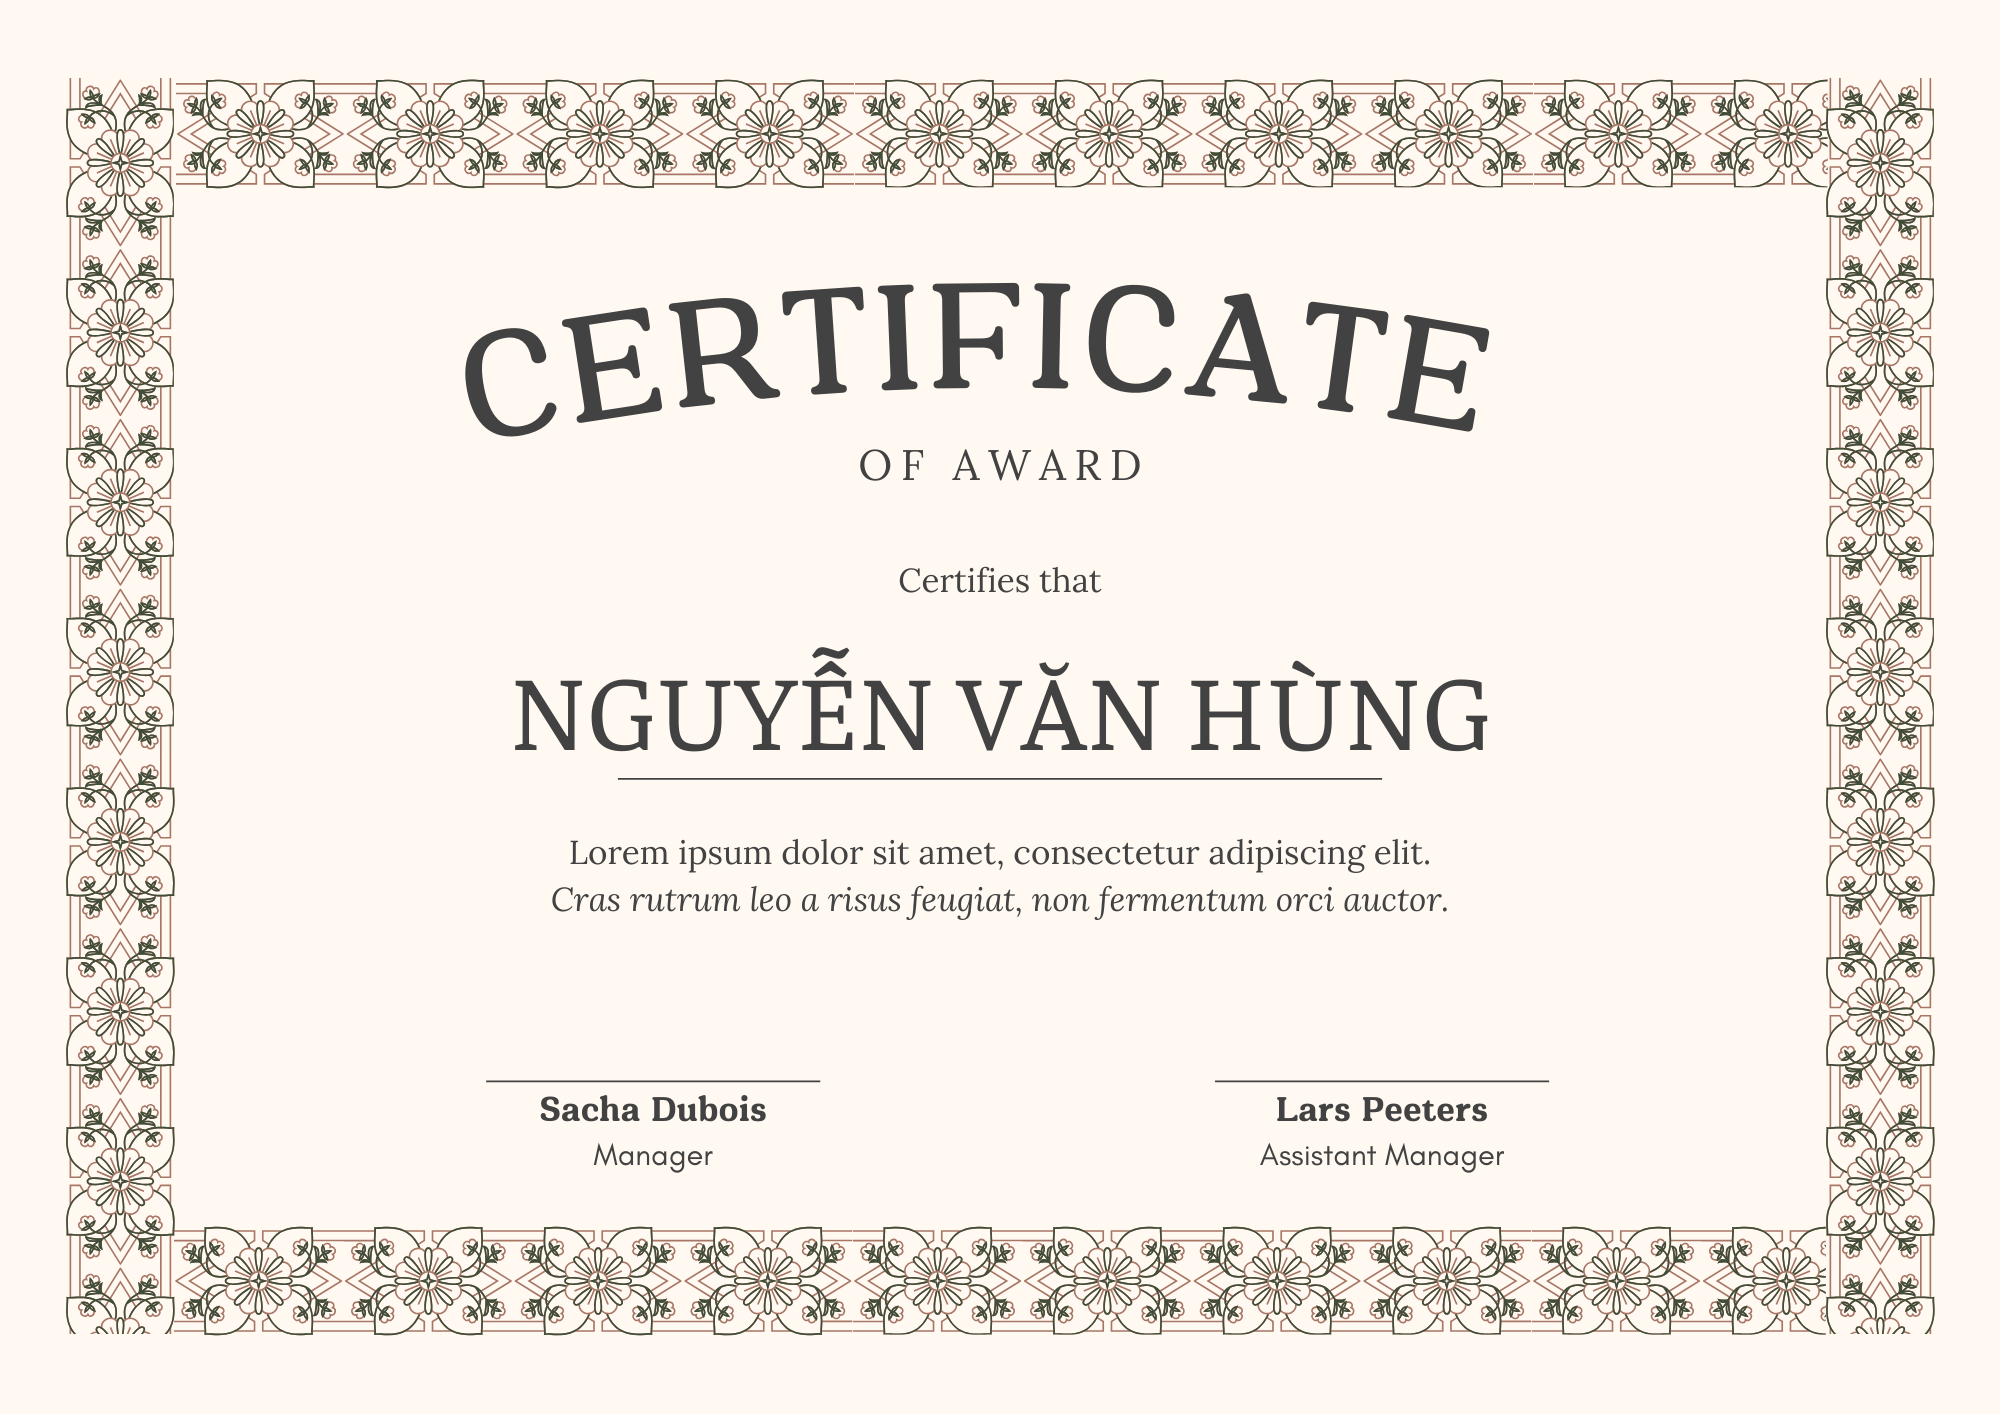 CERTIFICATE
OF AWARD
Certifies that
NGUYỄN VĂN HÙNG
Lorem ipsum dolor sit amet, consectetur adipiscing elit.
Cras rutrum leo a risus feugiat, non fermentum orci auctor.
Sacha Dubois
Manager
Lars Peeters
Assistant Manager